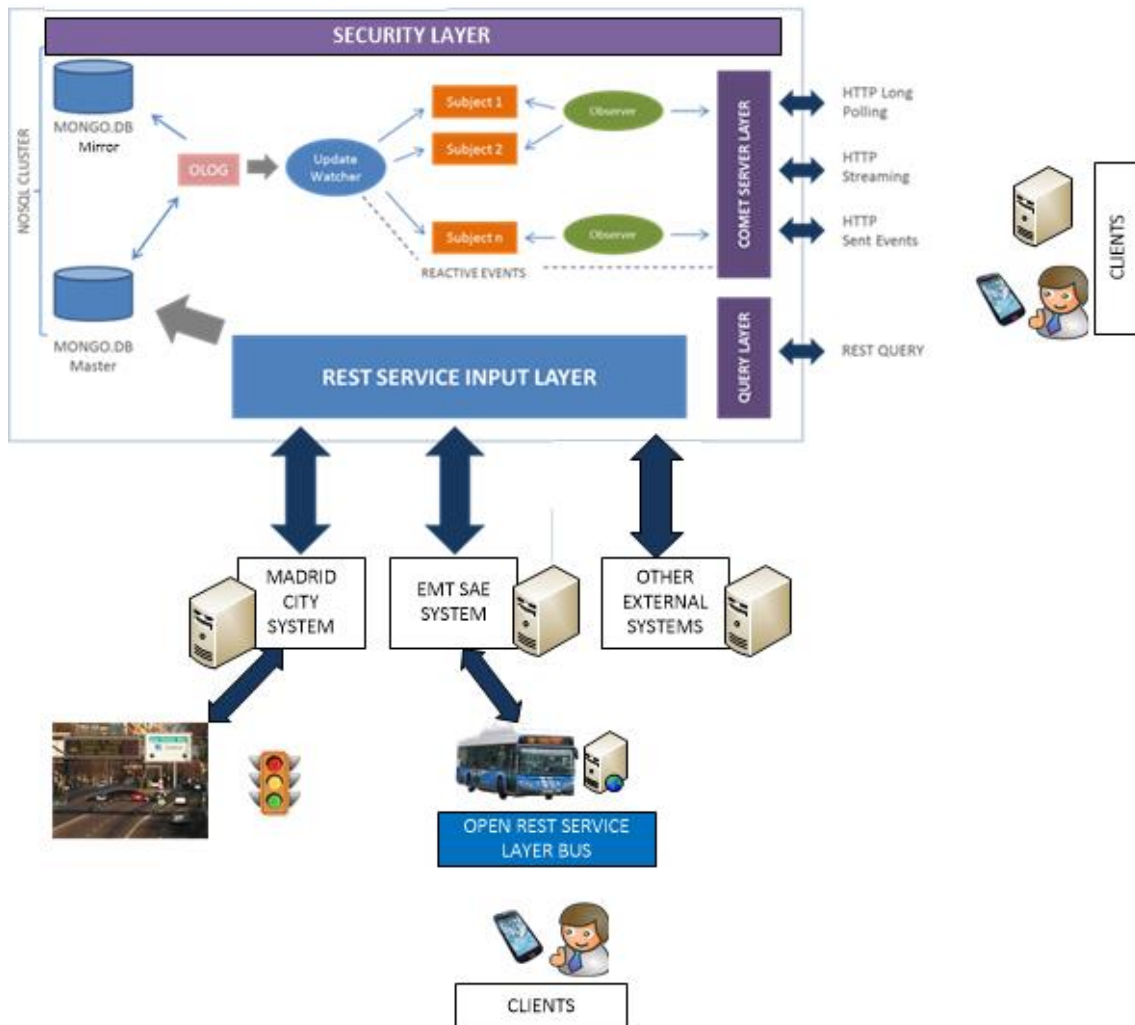 SECURITY LAYER
NOSQL CLUSTER
MONGO.DB
Mirror
OLOG
Update
Watcher
Subject 1
Subject 2
Subject n
Observer
Observer
REACTIVE EVENTS
COMET SERVER LAYER
HTTP Long
Polling
HTTP
Streaming
HTTP
Sent Events
CLIENTS
MONGO.DB
Master
REST SERVICE INPUT LAYER
QUERY LAYER
REST QUERY
MADRID
CITY
SYSTEM
EMT SAE
SYSTEM
OTHER
EXTERNAL
SYSTEMS
OPEN REST SERVICE
LAYER BUS
CLIENTS